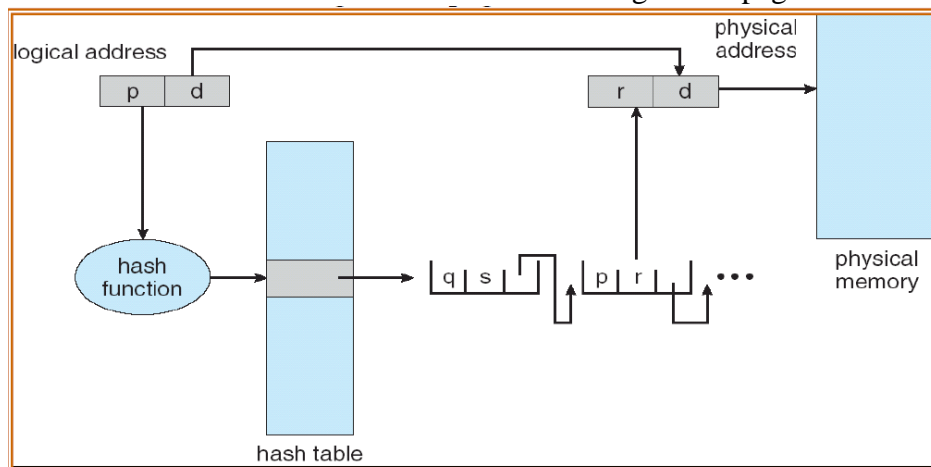 physical
address
logical address
p d
r d
hash
function
q s
p r
•••
physical
memory
hash table